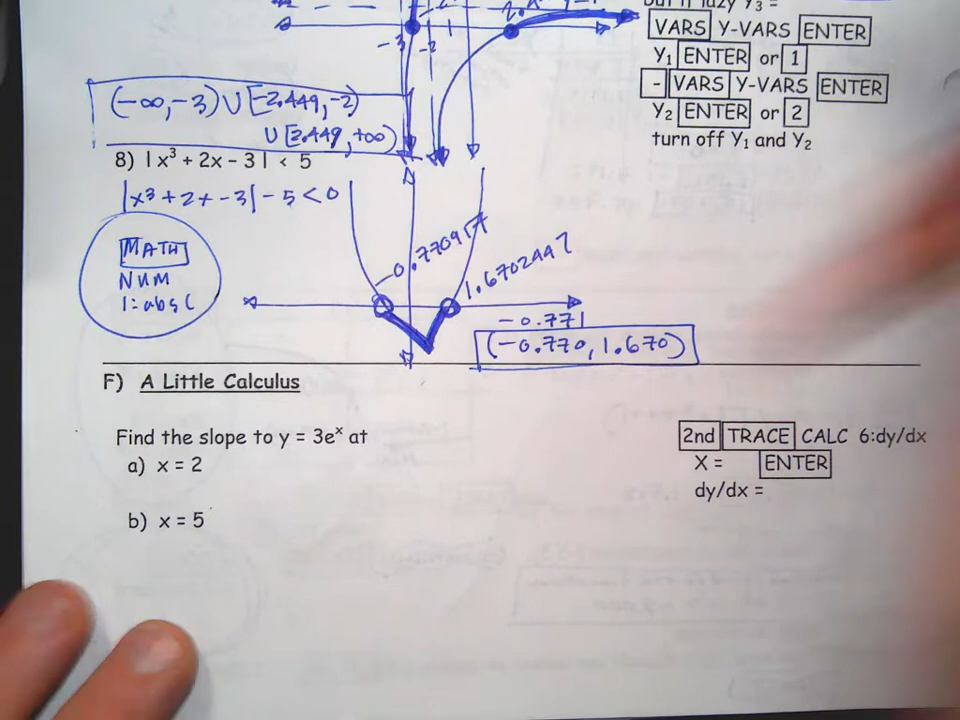 -3 -2 1
VARS Y-VARS ENTER
Y₁ ENTER or 1
- VARS Y-VARS ENTER
Y₂ ENTER or 2
turn off Y₁ and Y₂
(-∞, -3) ∪ [-2.449, -2)
∪ [2.449, +∞)
8) |x³ + 2x - 3| < 5
|x³ + 2x - 3| - 5 < 0
MATH
NUM
1: abs(
-0.770917
1.6702447
-0.771
(-0.770, 1.670)
F) A Little Calculus
Find the slope to y = 3eˣ at
a) x = 2
b) x = 5
2nd TRACE CALC 6:dy/dx
X = ENTER
dy/dx =